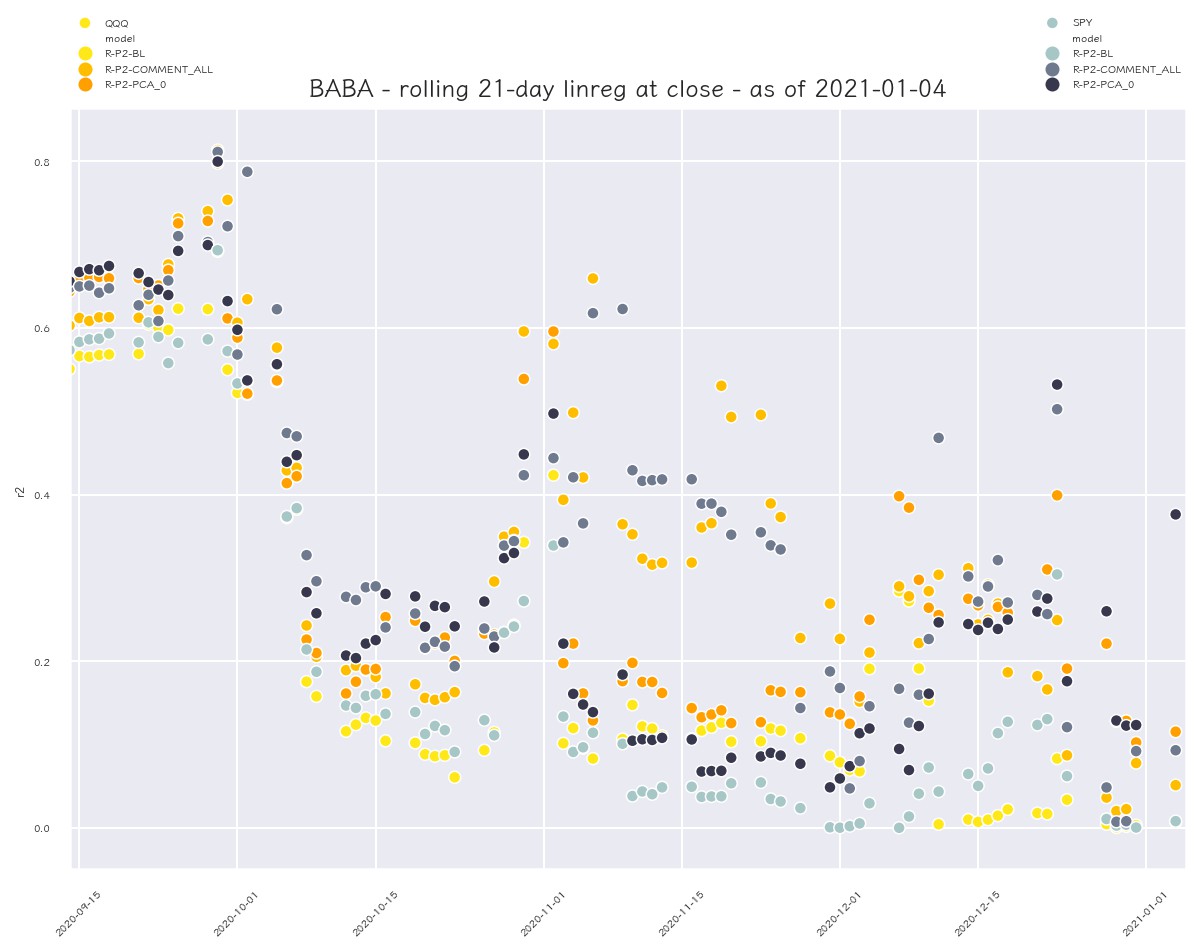 QQQ
model
R-P2-BL
R-P2-COMMENT_ALL
R-P2-PCA_0
SPY
model
R-P2-BL
R-P2-COMMENT_ALL
R-P2-PCA_0
BABA - rolling 21-day linreg at close - as of 2021-01-04
r2
0.8
0.6
0.4
0.2
0.0
2020-09-15
2020-10-01
2020-10-15
2020-11-01
2020-11-15
2020-12-01
2020-12-15
2021-01-01